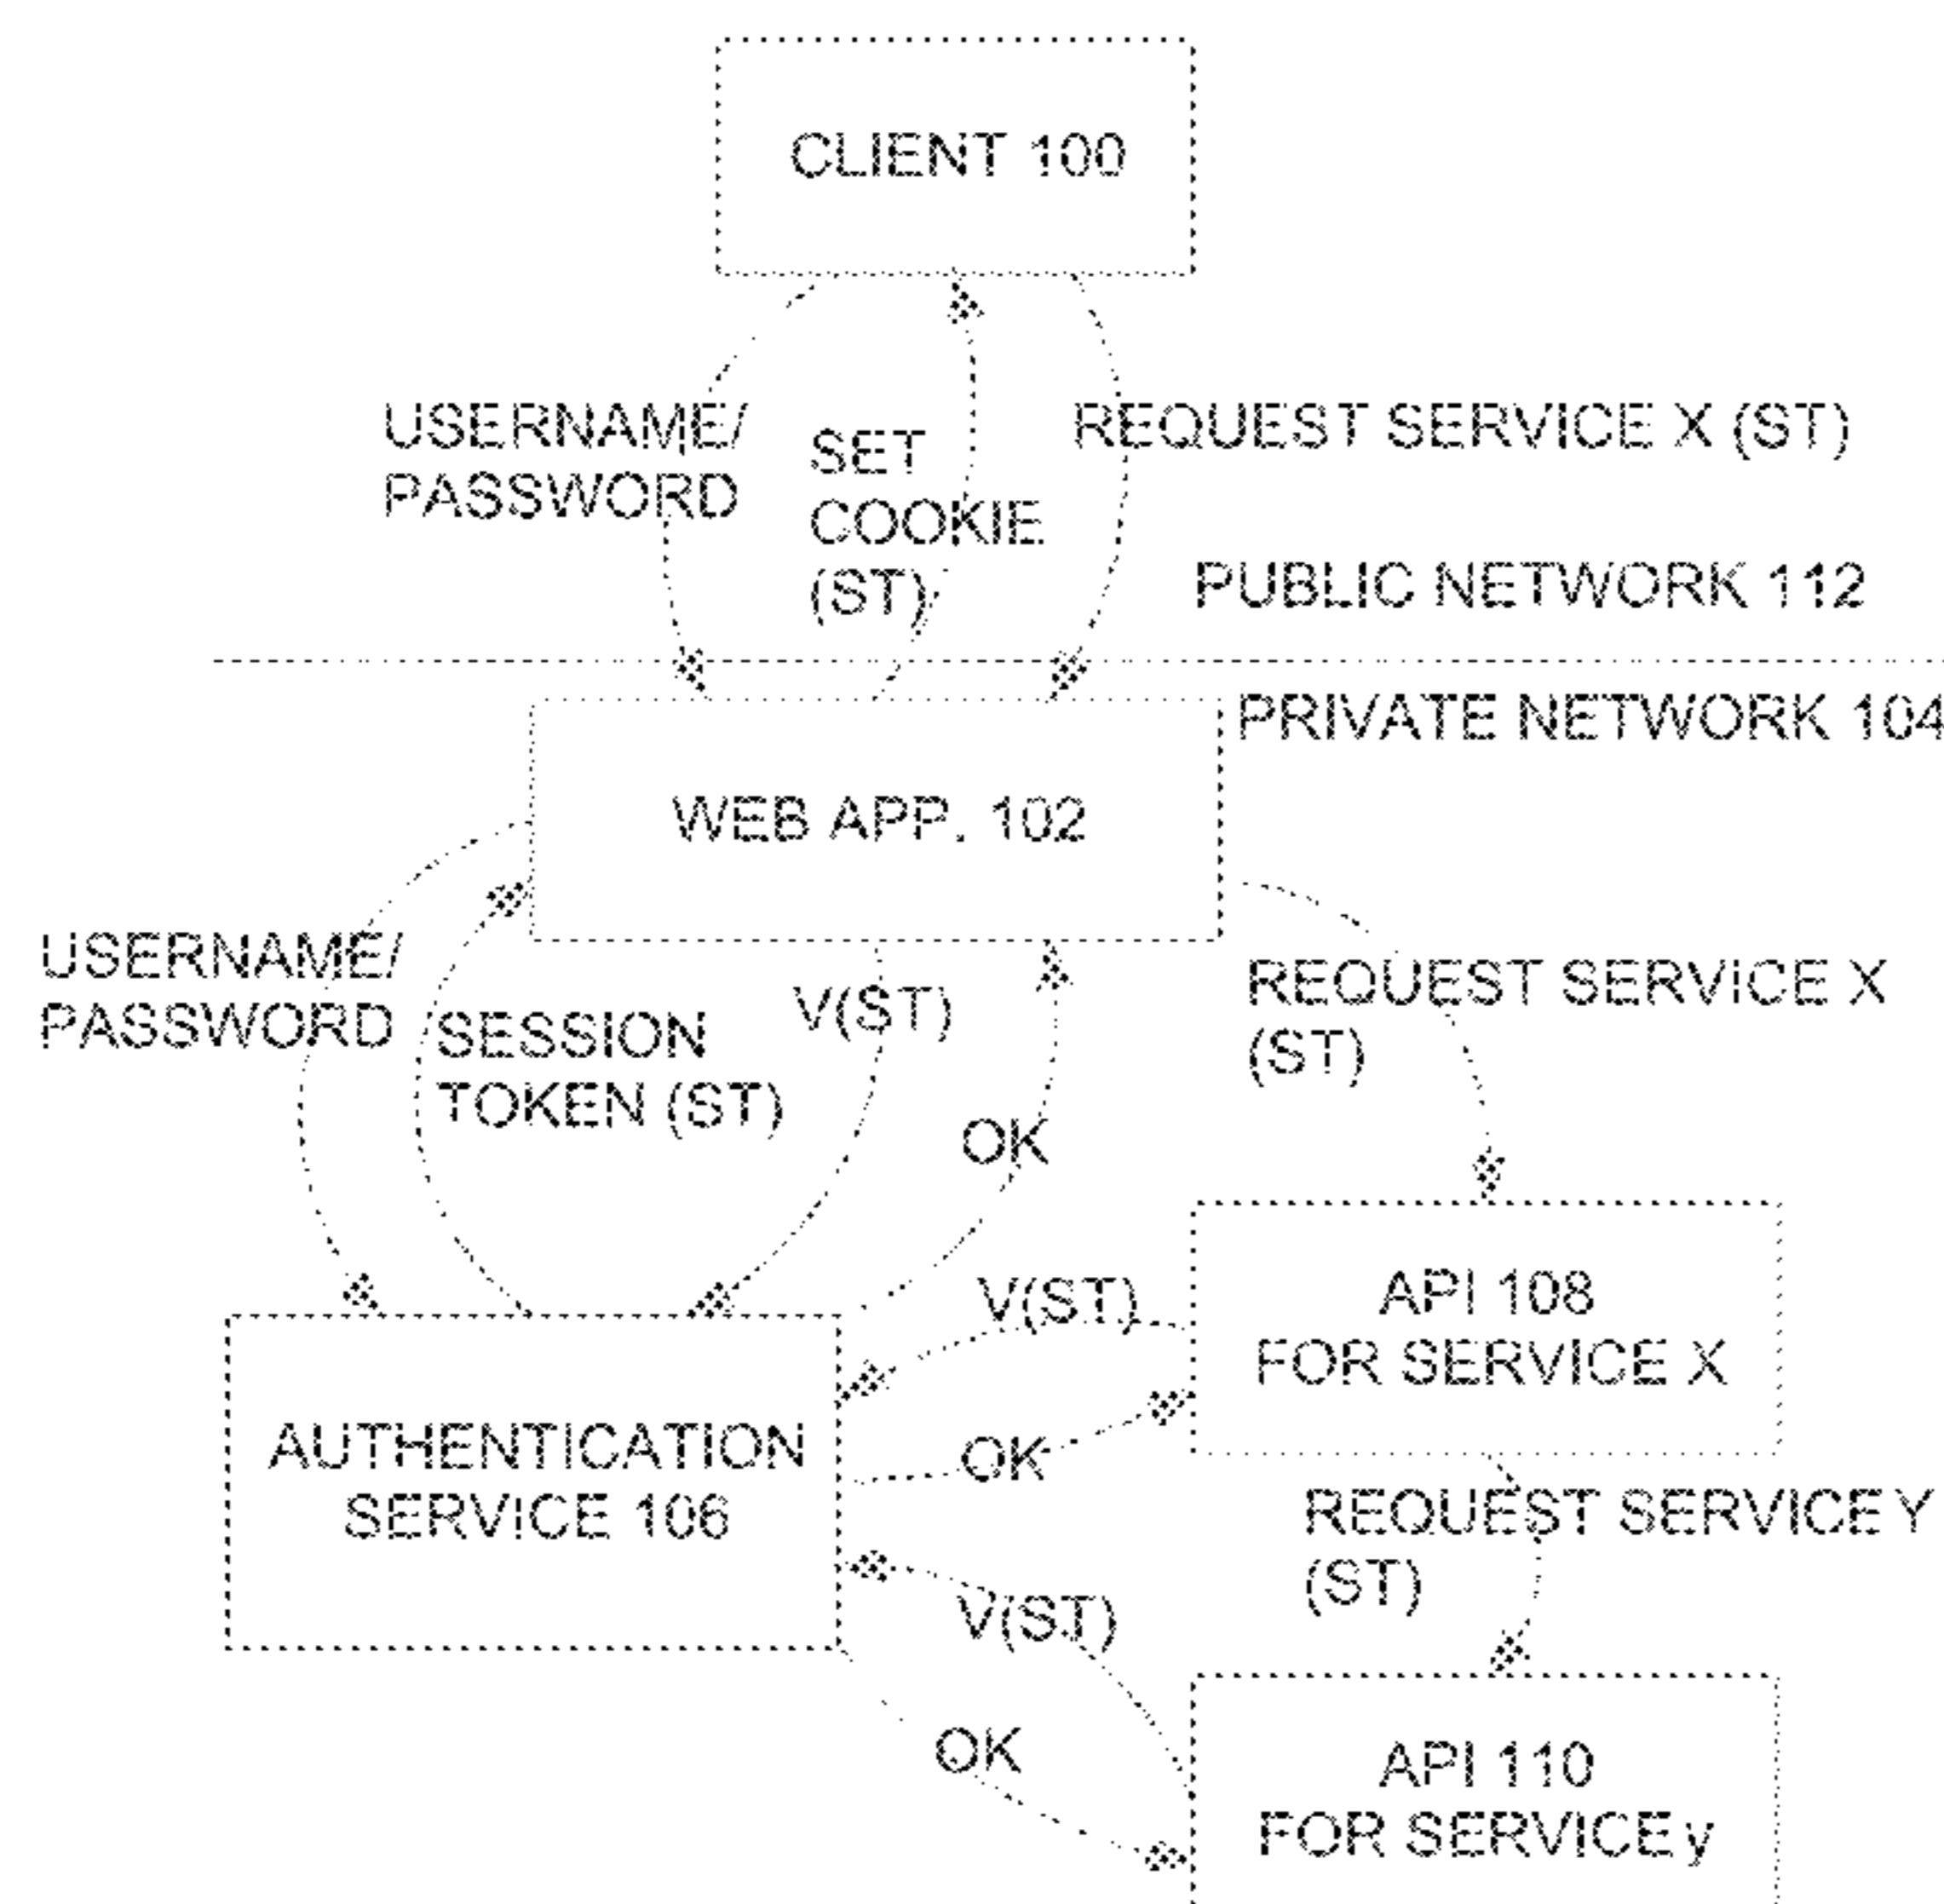 CLIENT 100
USERNAME/
PASSWORD
SET
COOKIE
(ST)
REQUEST SERVICE X (ST)
PUBLIC NETWORK 112
PRIVATE NETWORK 104
WEB APP. 102
USERNAME/
PASSWORD
SESSION
TOKEN (ST)
V(ST)
OK
REQUEST SERVICE X
(ST)
V(ST)
API 108
FOR SERVICE X
AUTHENTICATION
SERVICE 106
OK
REQUEST SERVICE Y
(ST)
V(ST)
OK
API 110
FOR SERVICE y